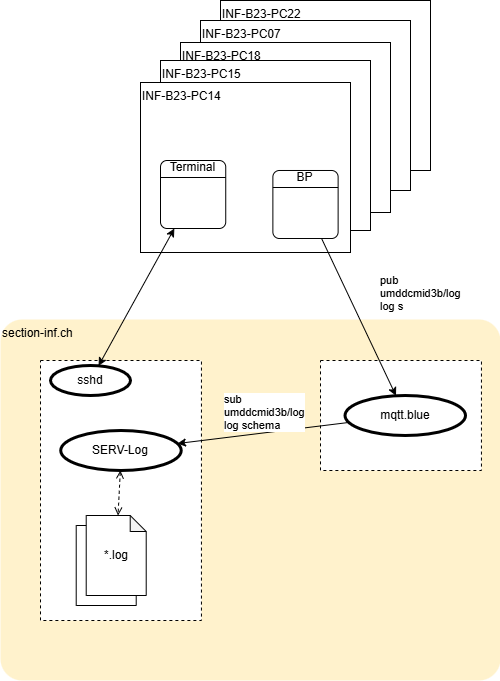 INF-B23-PC22
INF-B23-PC07
INF-B23-PC18
INF-B23-PC15
INF-B23-PC14
Terminal
BP
pub
umddcmid3b/log
log s
section-inf.ch
sshd
sub
umddcmid3b/log
log schema
mqtt.blue
SERV-Log
*.log